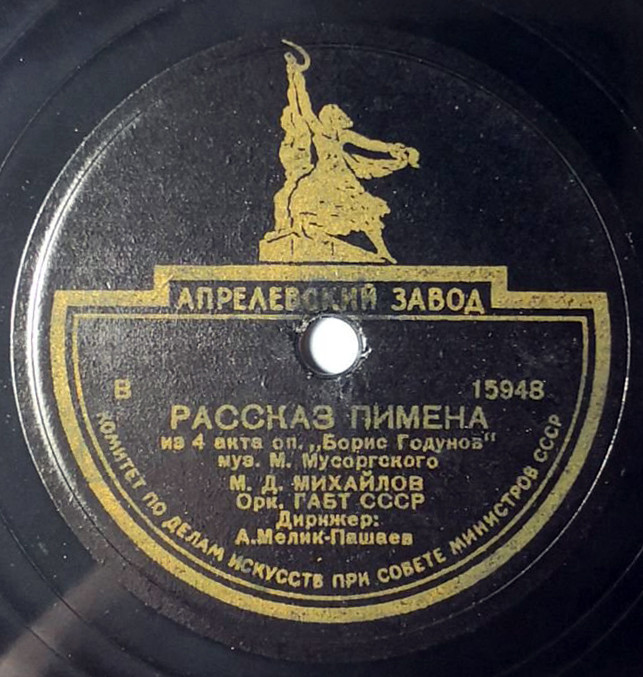 АПРЕЛЕВСКИЙ ЗАВОД
В 15948
РАССКАЗ ПИМЕНА
из 4 акта оп. „Борис Годунов"
муз. М. Мусоргского
М. Д. МИХАЙЛОВ
Орк. ГАБТ СССР
Дирижер:
А.Мелик-Пашаев
КОМИТЕТ ПО ДЕЛАМ ИСКУССТВ ПРИ СОВЕТЕ МИНИСТРОВ СССР